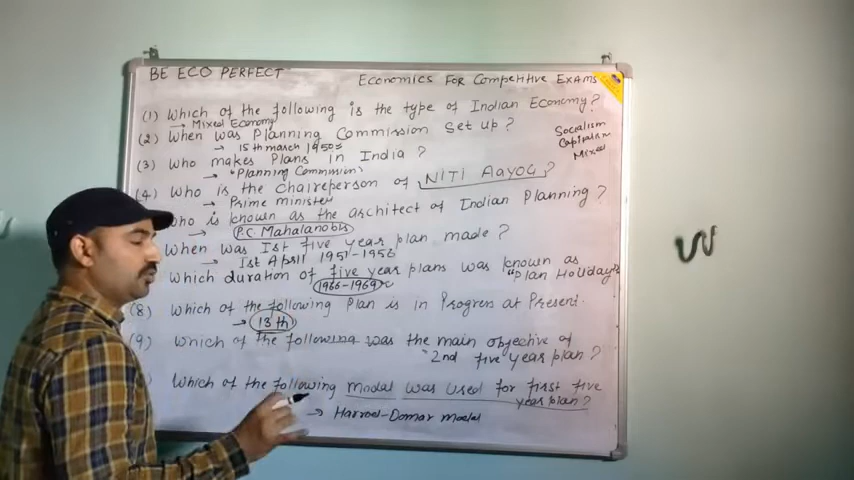 BE ECO PERFECT
Economics For Competitive Exams
(1) Which of the following is the type of Indian Economy?
→ Mixed Economy
(2) When was Planning Commission set up?
→ 15th march 1950
Socialism
Capitalism
Mixed
(3) Who makes Plans in India?
→ "Planning Commission
(4) Who is the chaireperson of NITI Aayog?
→ Prime minister
who is known as the architect of Indian Planning?
→ P.C. Mahalanobis
When was Ist five year plan made?
→ Ist April 1951-1956
Which duration of five year plans was known as
"Plan Holiday"
1966-1969
(8) Which of the following Plan is in Progress at Present.
→ 13th
(9) Which of the following was the main objective of
2nd five year plan?
Which of the following modal was used for first five
year plan?
→ Harrod-Domar model